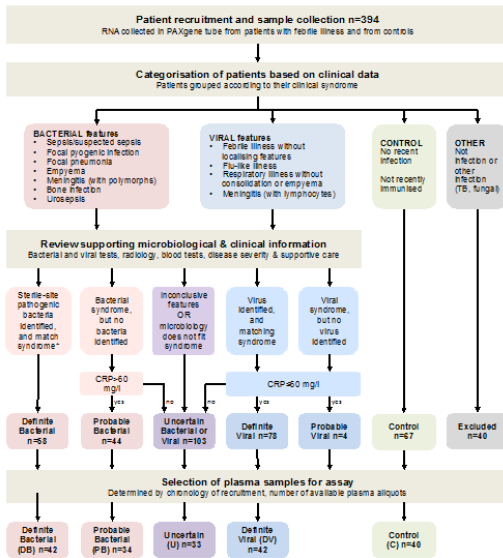 Patient recruitment and sample collection n=394
RNA collected in PAXgene tube from patients with febrile illness and from controls
Categorisation of patients based on clinical data
Patients grouped according to their clinical syndrome
BACTERIAL features
• Sepsis/suspected sepsis
• Focal pyogenic infection
• Focal pneumonia
• Empyema
• Meningitis (with polymorphs)
• Bone infection
• Urosepsis
VIRAL features
• Febrile illness without
localising features
• Flu-like illness
• Respiratory illness without
consolidation or empyema
• Meningitis (with lymphocytes)
CONTROL
No recent
infection
Not recently
immunised
OTHER
Not
infection or
other
infection
(TB, fungal)
Review supporting microbiological & clinical information
Bacterial and viral tests, radiology, blood tests, disease severity & supportive care
Sterile-site
pathogenic
bacteria
identified,
and match
syndrome*
Bacterial
syndrome,
but no
bacteria
identified
Inconclusive
features
OR
microbiology
does not fit
syndrome
Virus
identified,
and
matching
syndrome
Viral
syndrome,
but no
virus
identified
CRP>60
mg/l
CRP≤60 mg/l
yes
no
no
yes
yes
Definite
Bacterial
n=68
Probable
Bacterial
n=44
Uncertain
Bacterial or
Viral n=103
Definite
Viral n=78
Probable
Viral n=4
Control
n=67
Excluded
n=40
Selection of plasma samples for assay
Determined by chronology of recruitment, number of available plasma aliquots
Definite
Bacterial
(DB) n=42
Probable
Bacterial
(PB) n=34
Uncertain
(U) n=33
Definite
Viral (DV)
n=42
Control
(C) n=40